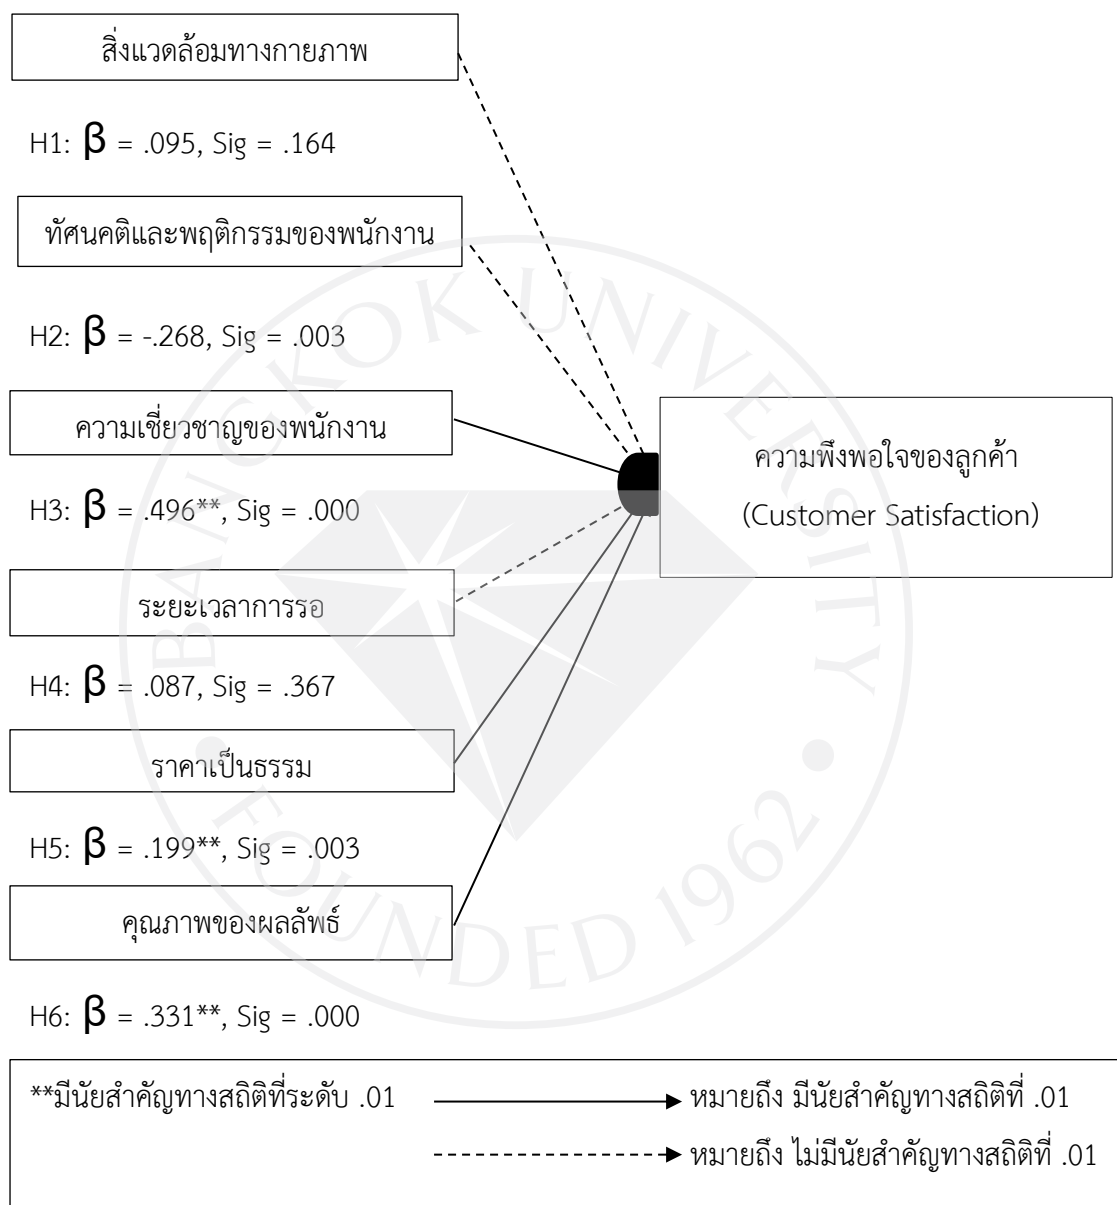 สิ่งแวดล้อมทางกายภาพ
H1: β = .095, Sig = .164
ทัศนคติและพฤติกรรมของพนักงาน
H2: β = -.268, Sig = .003
ความเชี่ยวชาญของพนักงาน
H3: β = .496**, Sig = .000
ความพึงพอใจของลูกค้า
(Customer Satisfaction)
ระยะเวลาการรอ
H4: β = .087, Sig = .367
ราคาเป็นธรรม
H5: β = .199**, Sig = .003
คุณภาพของผลลัพธ์
H6: β = .331**, Sig = .000
**มีนัยสำคัญทางสถิติที่ระดับ .01
หมายถึง มีนัยสำคัญทางสถิติที่ .01
หมายถึง ไม่มีนัยสำคัญทางสถิติที่ .01
BANGKOK UNIVERSITY
FOUNDED 1962